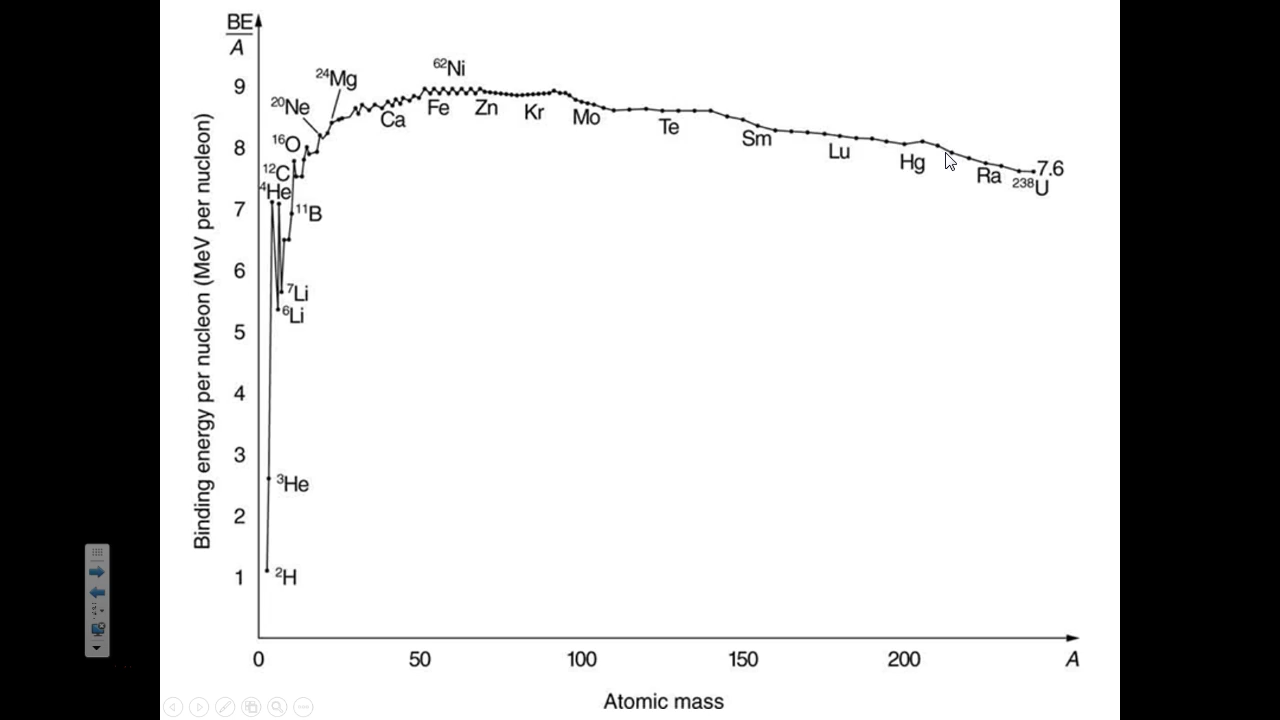 BE
A
9
8
7
6
5
4
3
2
1
Binding energy per nucleon (MeV per nucleon)
²⁰Ne
²⁴Mg
⁶²Ni
¹⁶O
¹²C
⁴He
¹¹B
⁷Li
⁶Li
³He
²H
Ca
Fe
Zn
Kr
Mo
Te
Sm
Lu
Hg
Ra
7.6
²³⁸U
0 50 100 150 200 A
Atomic mass